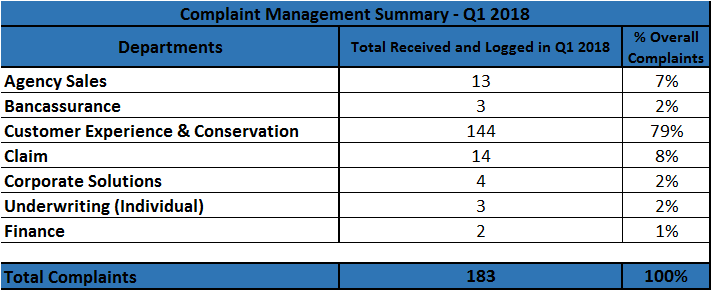 Complaint Management Summary - Q1 2018
Departments Total Received and Logged in Q1 2018 % Overall Complaints
Agency Sales 13 7%
Bancassurance 3 2%
Customer Experience & Conservation 144 79%
Claim 14 8%
Corporate Solutions 4 2%
Underwriting (Individual) 3 2%
Finance 2 1%
Total Complaints 183 100%